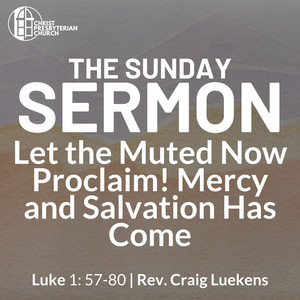 CHRIST
PRESBYTERIAN
CHURCH
THE SUNDAY
SERMON
Let the Muted Now
Proclaim! Mercy
and Salvation Has
Come
Luke 1: 57-80 | Rev. Craig Luekens